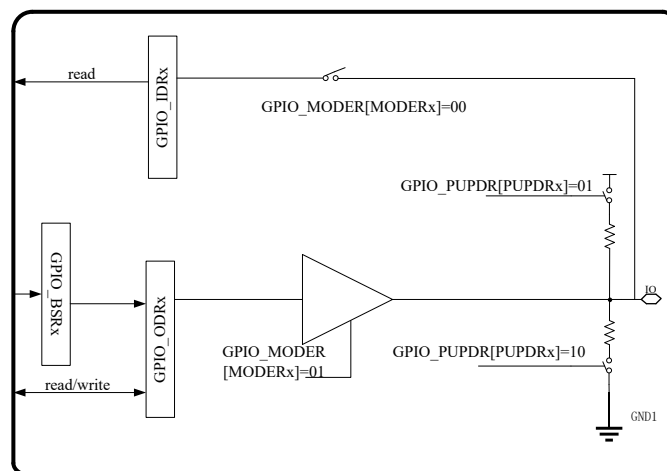 read
GPIO_IDRx
GPIO_MODER[MODERx]=00
GPIO_PUPDR[PUPDRx]=01
GPIO_BSRx
GPIO_ODRx
IO
GPIO_MODER
[MODERx]=01
GPIO_PUPDR[PUPDRx]=10
read/write
GND1